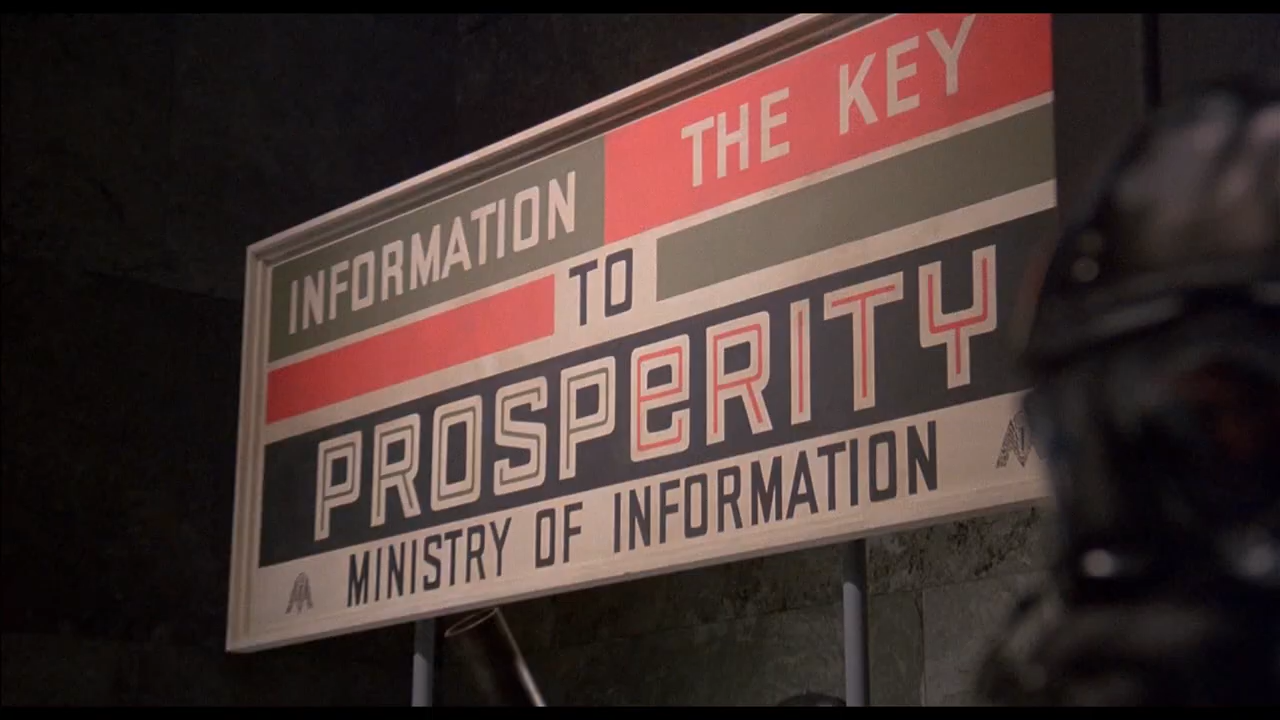 INFORMATION THE KEY
TO
PROSPeRITY
MINISTRY OF INFORMATION